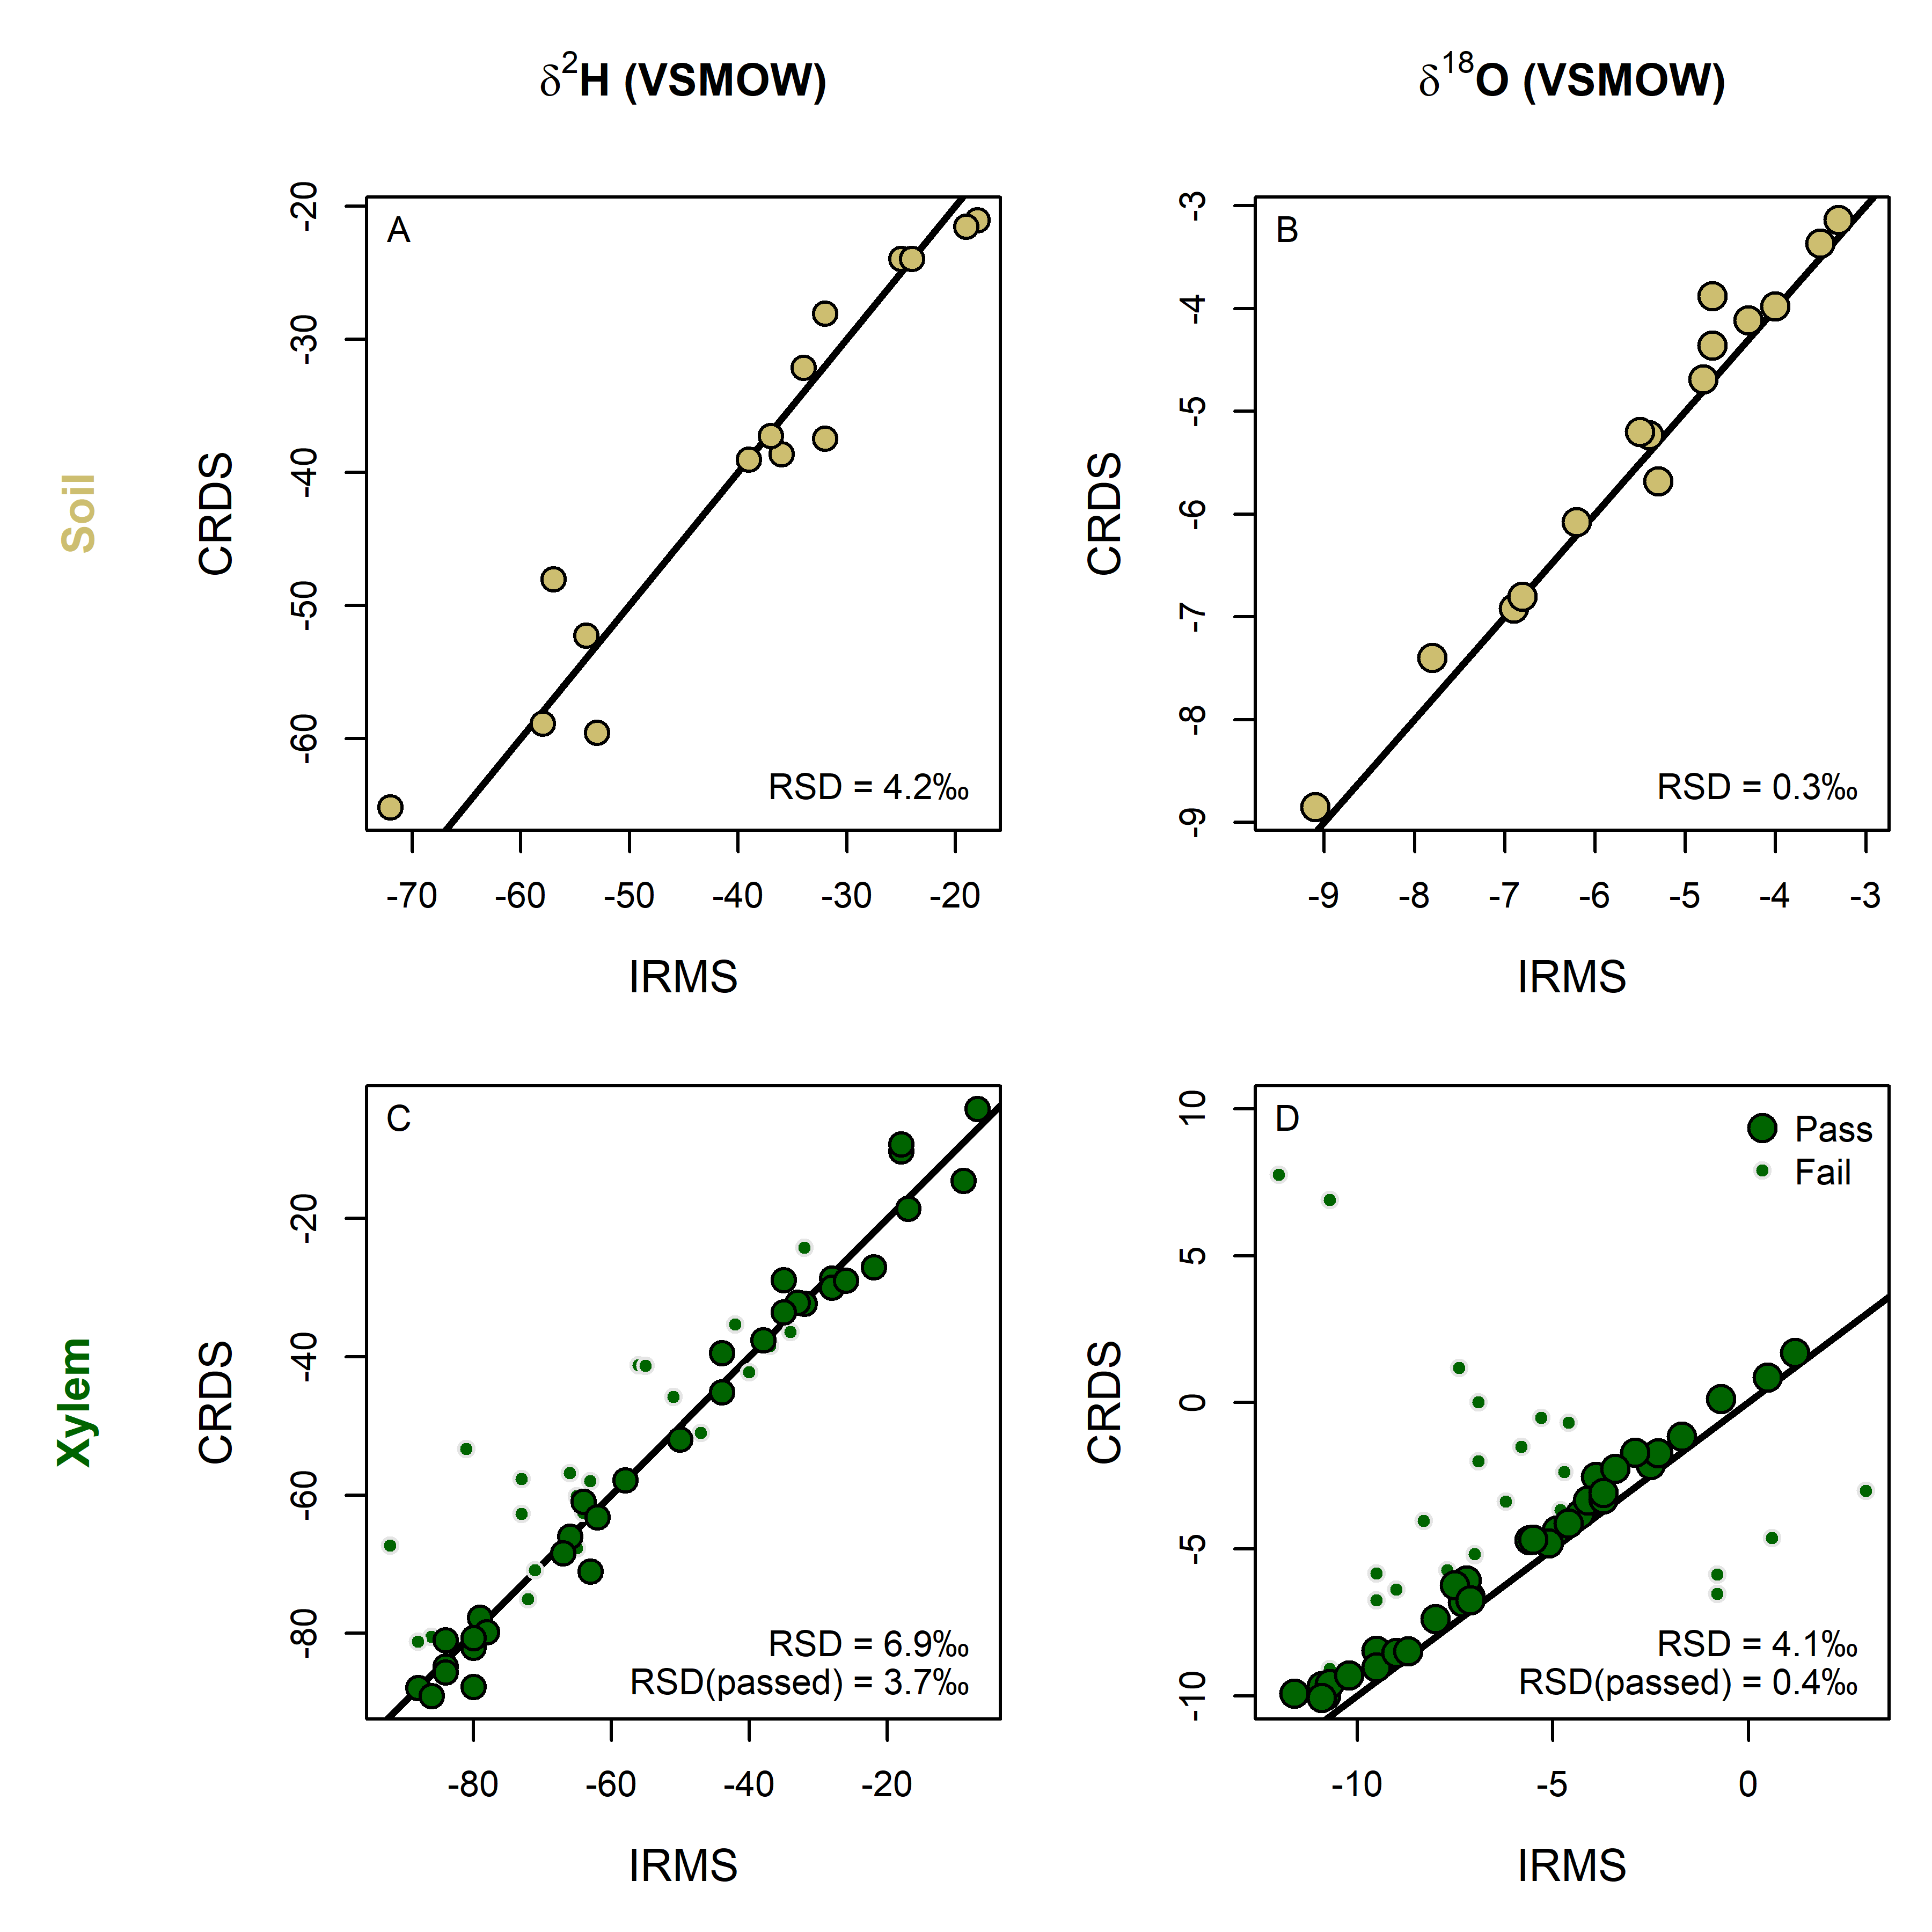 δ2H (VSMOW)
δ18O (VSMOW)
Soil
CRDS
-20
-30
-40
-50
-60
A
RSD = 4.2‰
-70 -60 -50 -40 -30 -20
IRMS
CRDS
-3
-4
-5
-6
-7
-8
-9
B
RSD = 0.3‰
-9 -8 -7 -6 -5 -4 -3
IRMS
Xylem
CRDS
-20
-40
-60
-80
C
RSD = 6.9‰
RSD(passed) = 3.7‰
-80 -60 -40 -20
IRMS
CRDS
10
5
0
-5
-10
D
Pass
Fail
RSD = 4.1‰
RSD(passed) = 0.4‰
-10 -5 0
IRMS